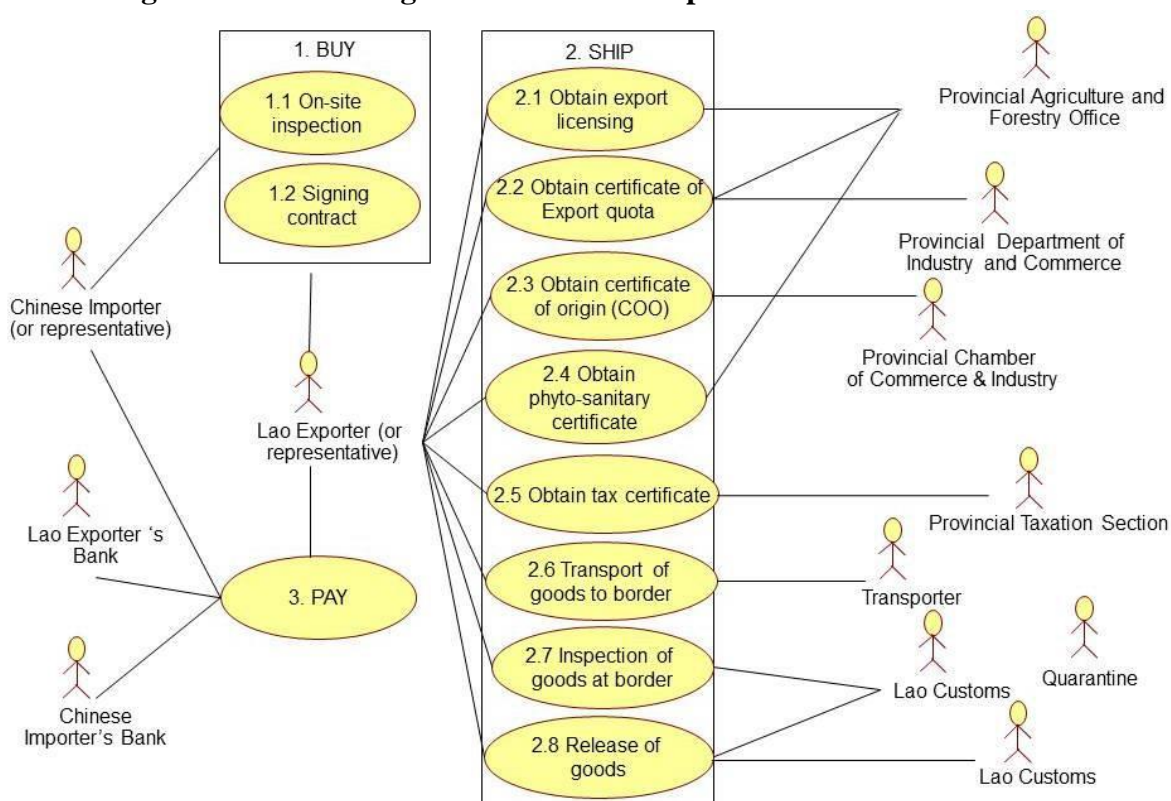 1. BUY
1.1 On-site
inspection
1.2 Signing
contract
2. SHIP
2.1 Obtain export
licensing
2.2 Obtain certificate of
Export quota
2.3 Obtain certificate
of origin (COO)
2.4 Obtain
phyto-sanitary
certificate
2.5 Obtain tax certificate
2.6 Transport of
goods to border
2.7 Inspection of
goods at border
2.8 Release of
goods
Chinese Importer
(or representative)
Lao Exporter (or
representative)
Lao Exporter ‘s
Bank
3. PAY
Chinese
Importer’s Bank
Provincial Agriculture and
Forestry Office
Provincial Department of
Industry and Commerce
Provincial Chamber
of Commerce & Industry
Provincial Taxation Section
Transporter
Lao Customs
Quarantine
Lao Customs